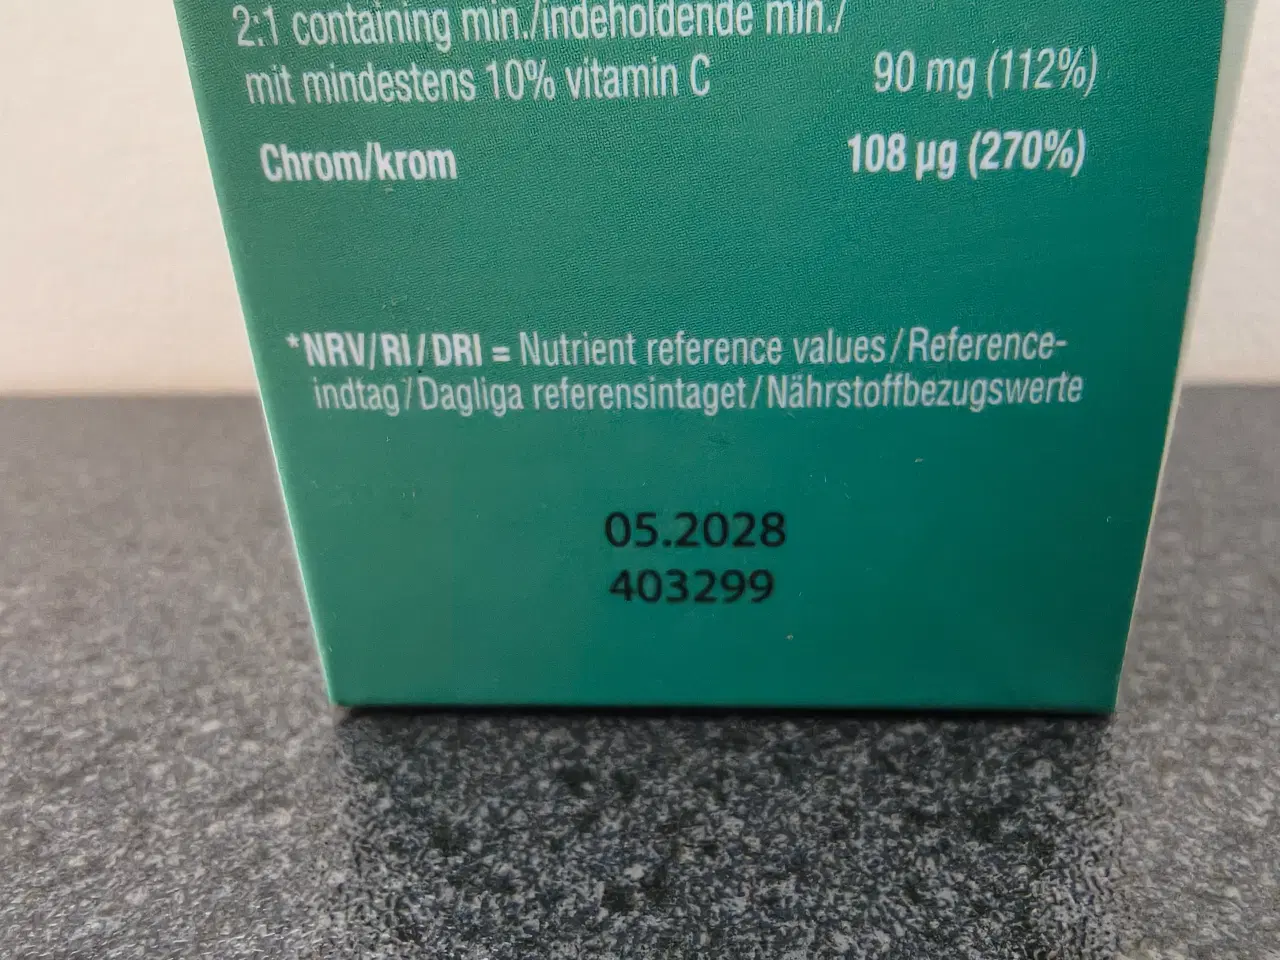 2:1 containing min./indeholdende min./
mit mindestens 10% vitamin C 90 mg (112%)
Chrom/krom 108 µg (270%)
*NRV/RI/DRI = Nutrient reference values/Reference-
indtag/Dagliga referensintaget/Nährstoffbezugswerte
05.2028
403299